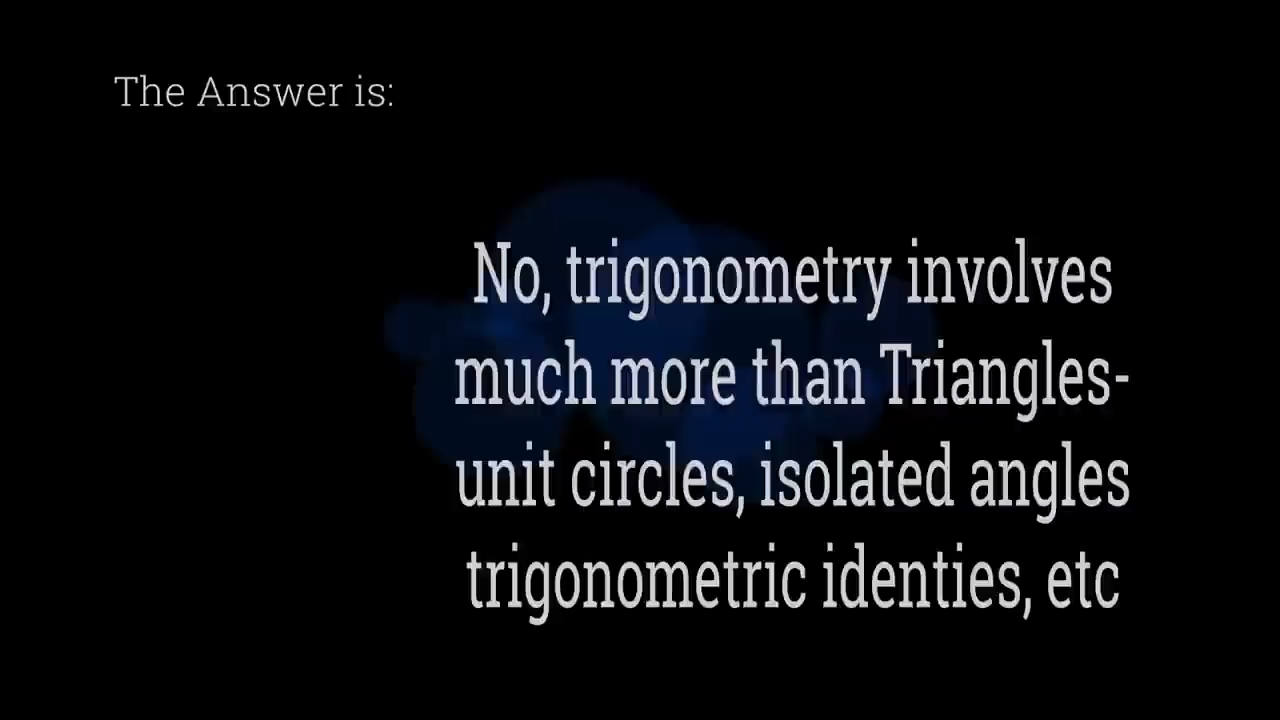 The Answer is:
No, trigonometry involves
much more than Triangles-
unit circles, isolated angles
trigonometric identies, etc